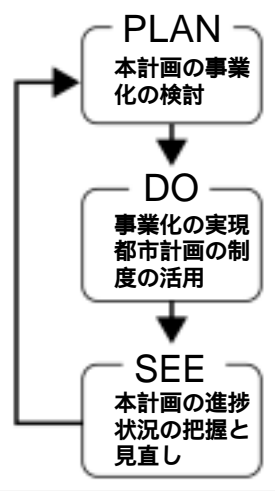 PLAN
本計画の事業
化の検討
DO
事業化の実現
都市計画の制
度の活用
SEE
本計画の進捗
状況の把握と
見直し